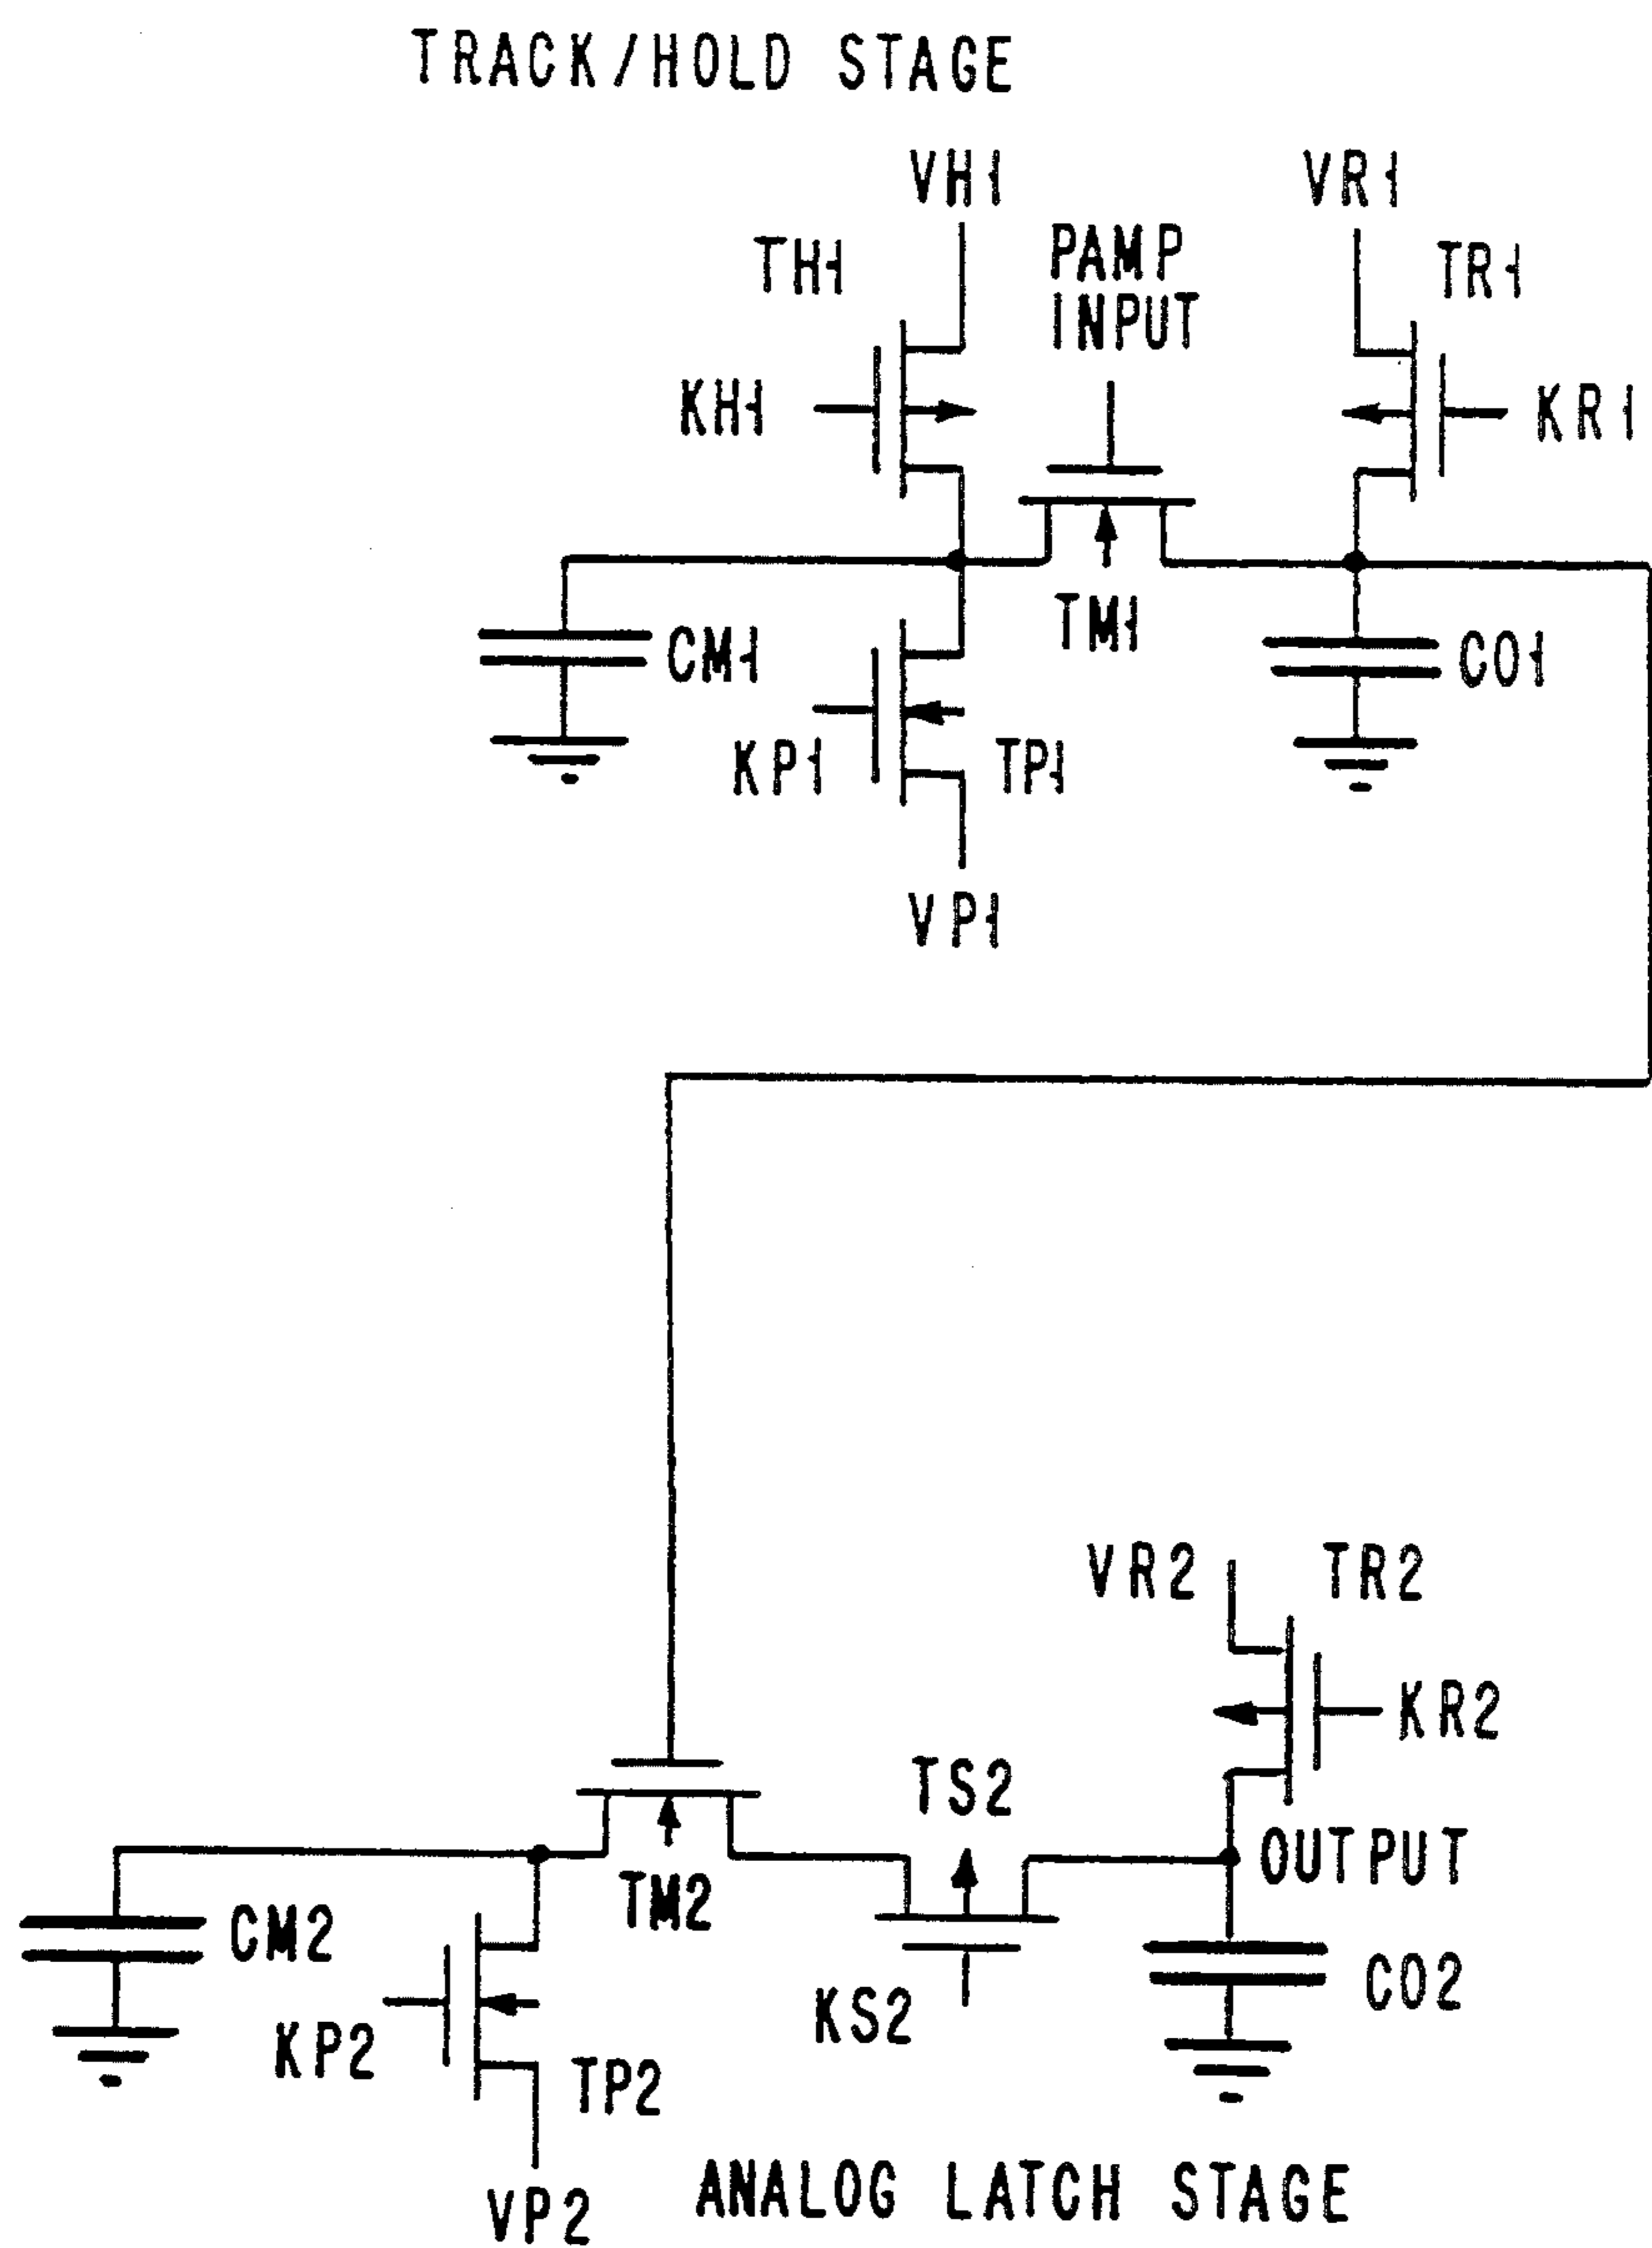 TRACK/HOLD STAGE
VH1
VR1
TH1
PAMP
INPUT
TR1
KH1
KR1
TM1
CM1
CO1
KP1
TP1
VP1
VR2
TR2
KR2
TS2
OUTPUT
TM2
CM2
CO2
KS2
KP2
TP2
VP2
ANALOG LATCH STAGE